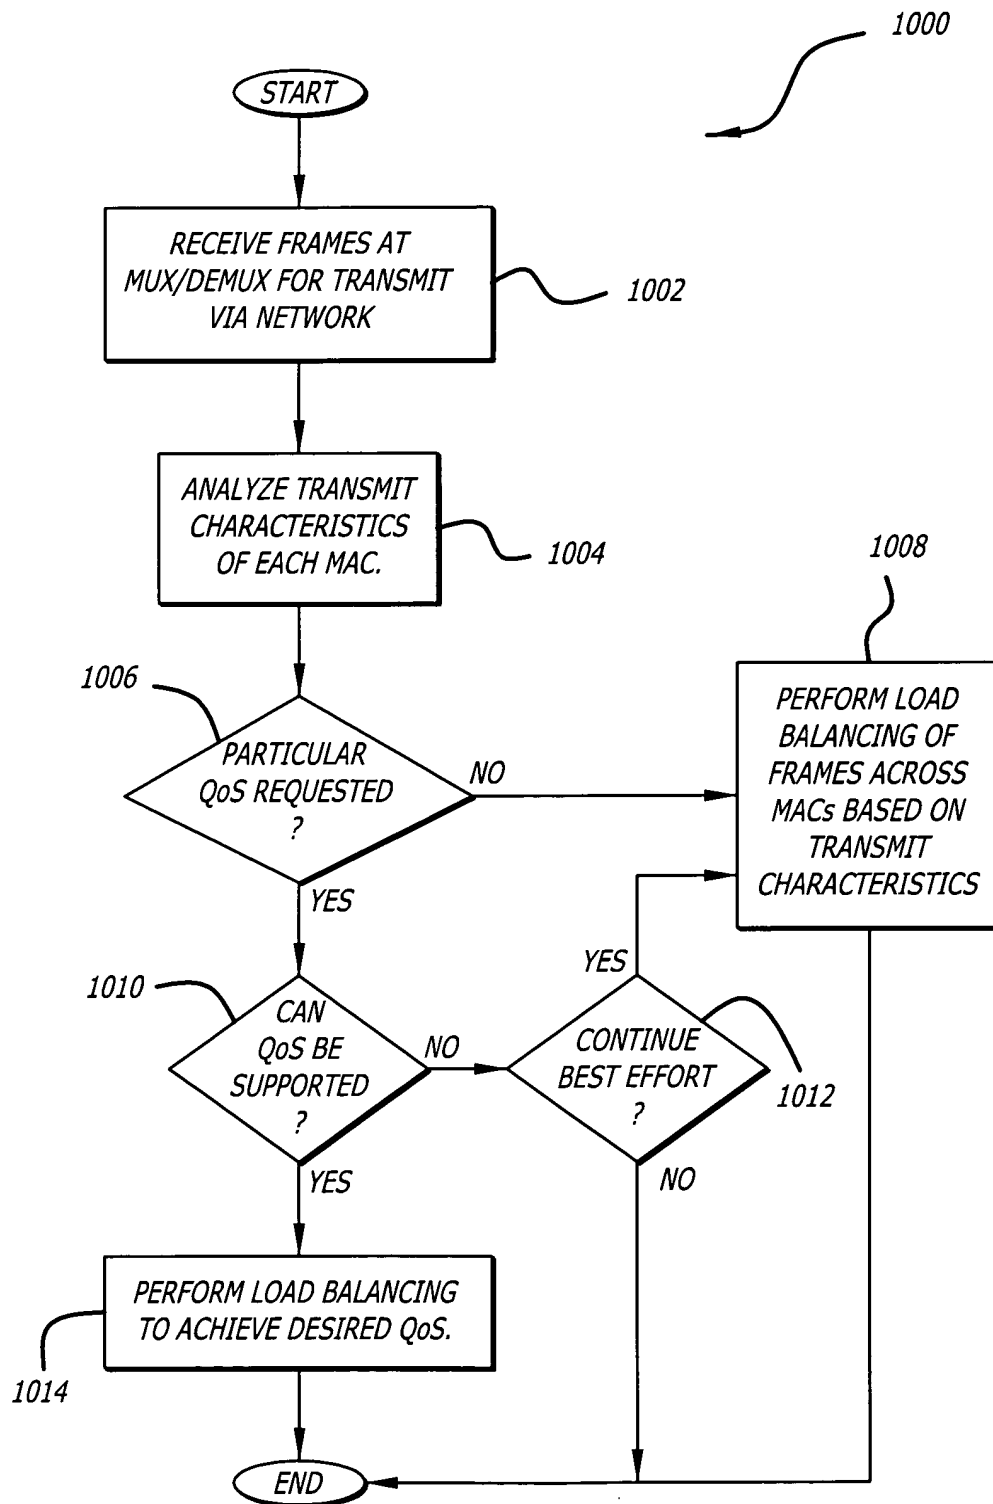 1000
START
RECEIVE FRAMES AT
MUX/DEMUX FOR TRANSMIT
VIA NETWORK
1002
ANALYZE TRANSMIT
CHARACTERISTICS
OF EACH MAC.
1004
1006
PARTICULAR
QoS REQUESTED
?
NO
YES
1008
PERFORM LOAD
BALANCING OF
FRAMES ACROSS
MACs BASED ON
TRANSMIT
CHARACTERISTICS
1010
CAN
QoS BE
SUPPORTED
?
NO
YES
YES
CONTINUE
BEST EFFORT
?
1012
NO
PERFORM LOAD BALANCING
TO ACHIEVE DESIRED QoS.
1014
END